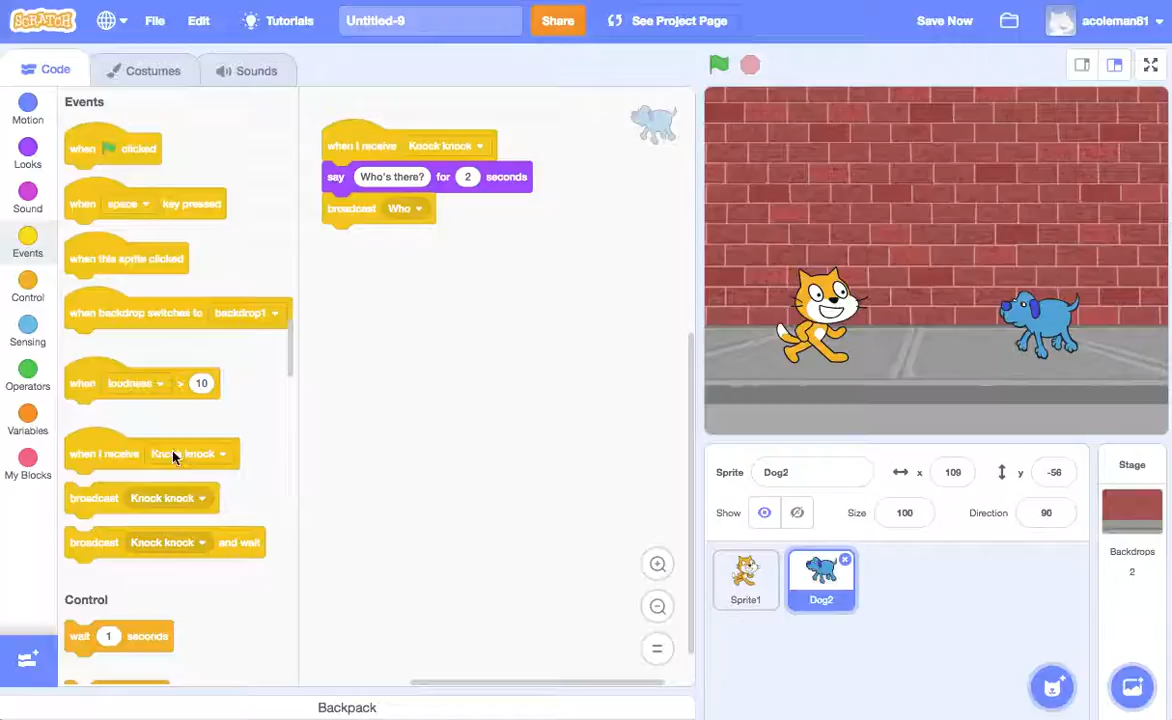 SCRATCH File Edit Tutorials Untitled-9 Share See Project Page Save Now acoleman61
Code Costumes Sounds
Motion
Looks
Sound
Events
Control
Sensing
Operators
Variables
My Blocks
Events
when clicked
when space key pressed
when this sprite clicked
when backdrop switches to backdrop1
when loudness > 10
when I receive Knock knock
broadcast Knock knock
broadcast Knock knock and wait
Control
wait 1 seconds
when I receive Knock knock
say Who's there? for 2 seconds
broadcast Who
Backpack
Sprite Dog2 x 109 y -56
Show Size 100 Direction 90
Sprite1
Dog2
Stage
Backdrops
2